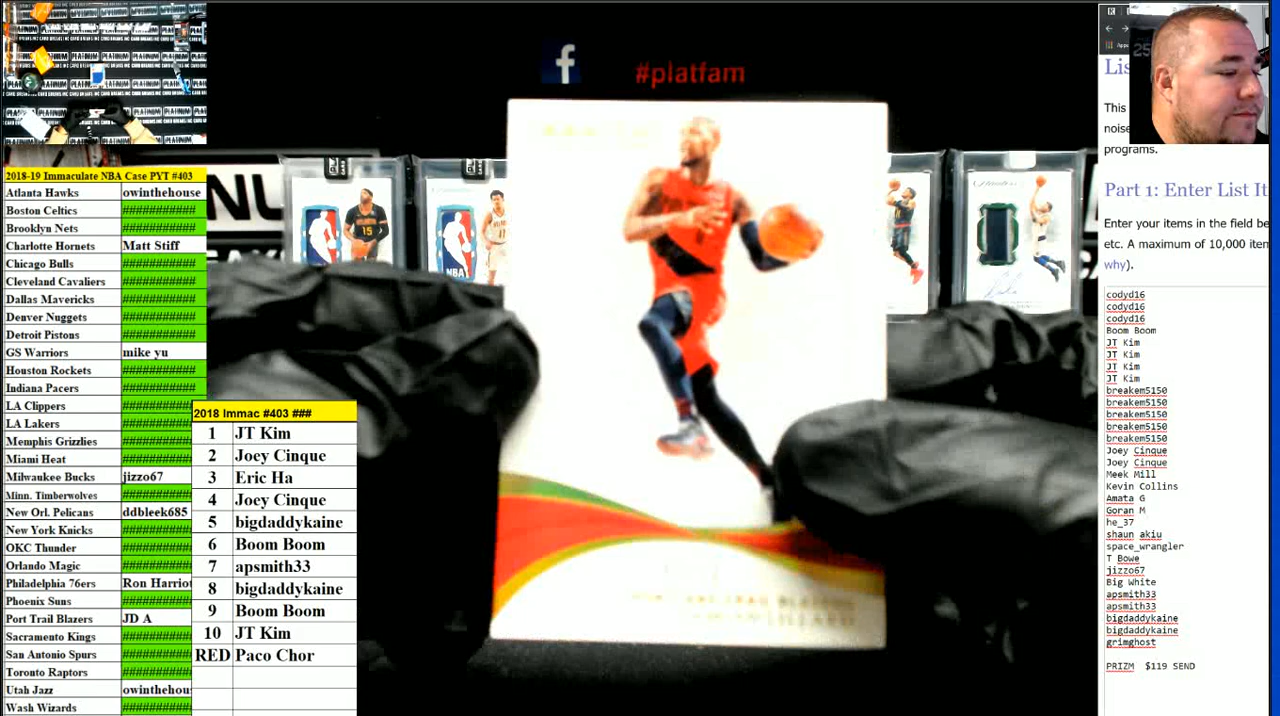 #platfam
2018-19 Immaculate NBA Case PYT #403
Atlanta Hawks owinthehouse
Boston Celtics ###########
Brooklyn Nets ###########
Charlotte Hornets Matt Stiff
Chicago Bulls ###########
Cleveland Cavaliers ###########
Dallas Mavericks ###########
Denver Nuggets ###########
Detroit Pistons ###########
GS Warriors mike yu
Houston Rockets ###########
Indiana Pacers ###########
LA Clippers ###########
LA Lakers
Memphis Grizzlies
Miami Heat
Milwaukee Bucks jizzo67
Minn. Timberwolves
New Orl. Pelicans ddbleek685
New York Knicks
OKC Thunder
Orlando Magic
Philadelphia 76ers Ron Harriot
Phoenix Suns
Port Trail Blazers JD A
Sacramento Kings
San Antonio Spurs
Toronto Raptors
Utah Jazz owinthehou
Wash Wizards
2018 Immac #403 ###
1 JT Kim
2 Joey Cinque
3 Eric Ha
4 Joey Cinque
5 bigdaddykaine
6 Boom Boom
7 apsmith33
8 bigdaddykaine
9 Boom Boom
10 JT Kim
RED Paco Chor
15
NBA
Lis
This
noise
programs.
Part 1: Enter List It
Enter your items in the field be
etc. A maximum of 10,000 iten
why).
codyd16
codyd16
codyd16
Boom Boom
JT Kim
JT Kim
JT Kim
JT Kim
breakem5150
breakem5150
breakem5150
breakem5150
breakem5150
Joey Cinque
Joey Cinque
Meek Mill
Kevin Collins
Amata G
Goran M
he_37
shaun akiu
space_wrangler
T Bowe
jizzo67
Big White
apsmith33
apsmith33
bigdaddykaine
bigdaddykaine
grimghost
PRIZM $119 SEND